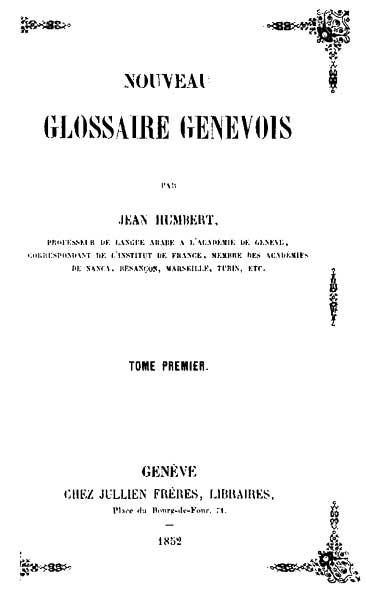 NOUVEAU
GLOSSAIRE GENEVOIS
PAR
JEAN HUMBERT,
PROFESSEUR DE LANGUE ARABE A L'ACADÉMIE DE GENÈVE,
CORRESPONDANT DE L'INSTITUT DE FRANCE, MEMBRE DES ACADÉMIES
DE NANCY, BESANÇON, MARSEILLE, TURIN, ETC.
TOME PREMIER.
GENÈVE
CHEZ JULLIEN FRÈRES, LIBRAIRES,
Place du Bourg-de-Four, 71.
—
1852